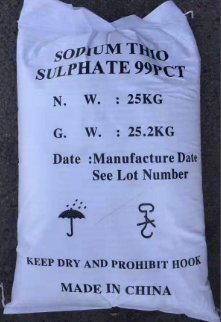 SODIUM THIO
SULPHATE 99PCT
N. W. : 25KG
G. W. : 25.2KG
Date :Manufacture Date
See Lot Number
KEEP DRY AND PROHIBIT HOOK
MADE IN CHINA